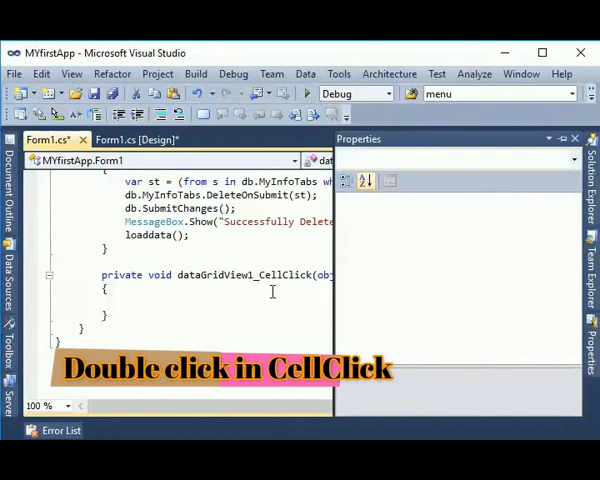 MYfirstApp - Microsoft Visual Studio
File Edit View Refactor Project Build Debug Team Data Tools Architecture Test Analyze Window Help
Debug menu
Form1.cs* Form1.cs [Design]* Properties
MYfirstApp.Form1 dat
{
var st = (from s in db.MyInfoTabs wh
db.MyInfoTabs.DeleteOnSubmit(st);
db.SubmitChanges();
MessageBox.Show("Successfully Delete
loaddata();
}
private void dataGridView1_CellClick(obj
{
}
}
}
Double click in CellClick
100 %
Error List
Document Outline
Data Sources
Toolbox
Server
Solution Explorer
Team Explorer
Properties